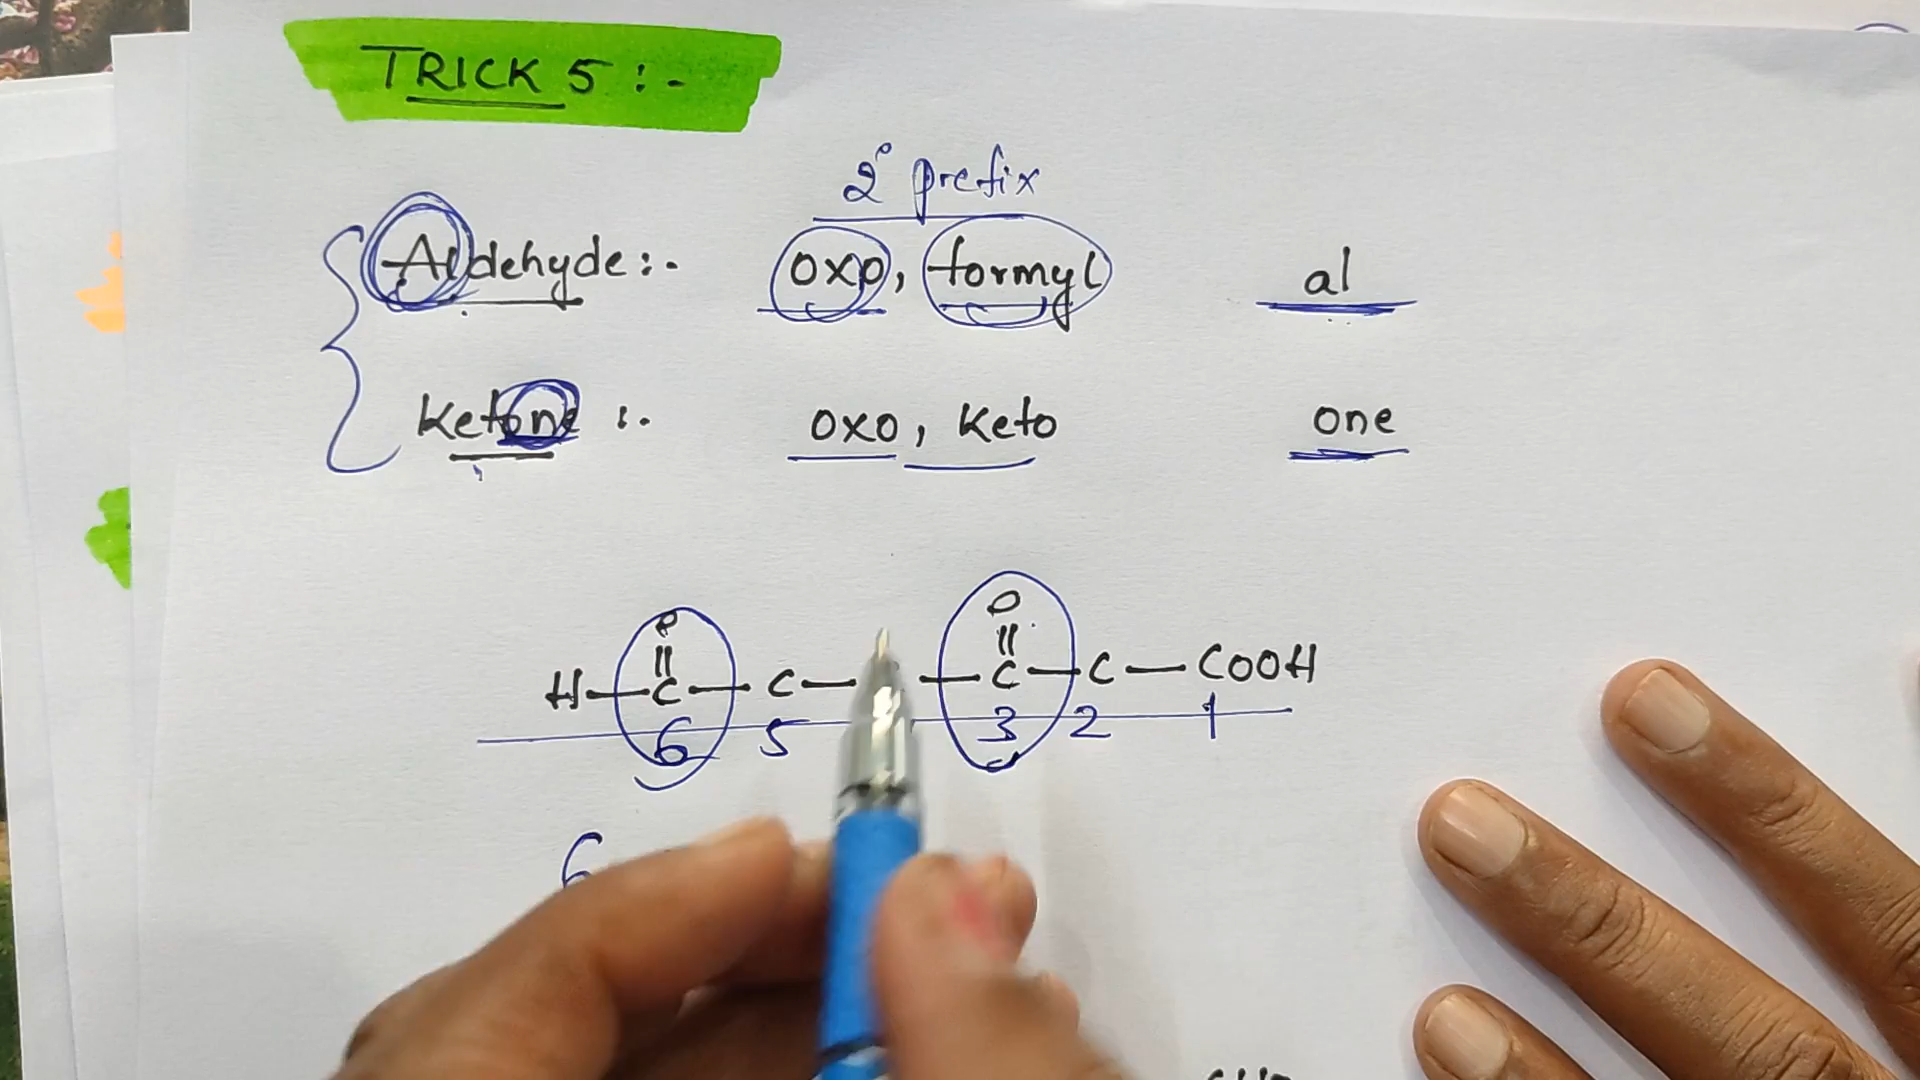 TRICK 5 :-
2° prefix
Aldehyde :- oxo, formyl al
Ketone :- oxo, Keto one
O O
|| ||
H—C—C— —C—C—COOH
6 5 3 2 1
6